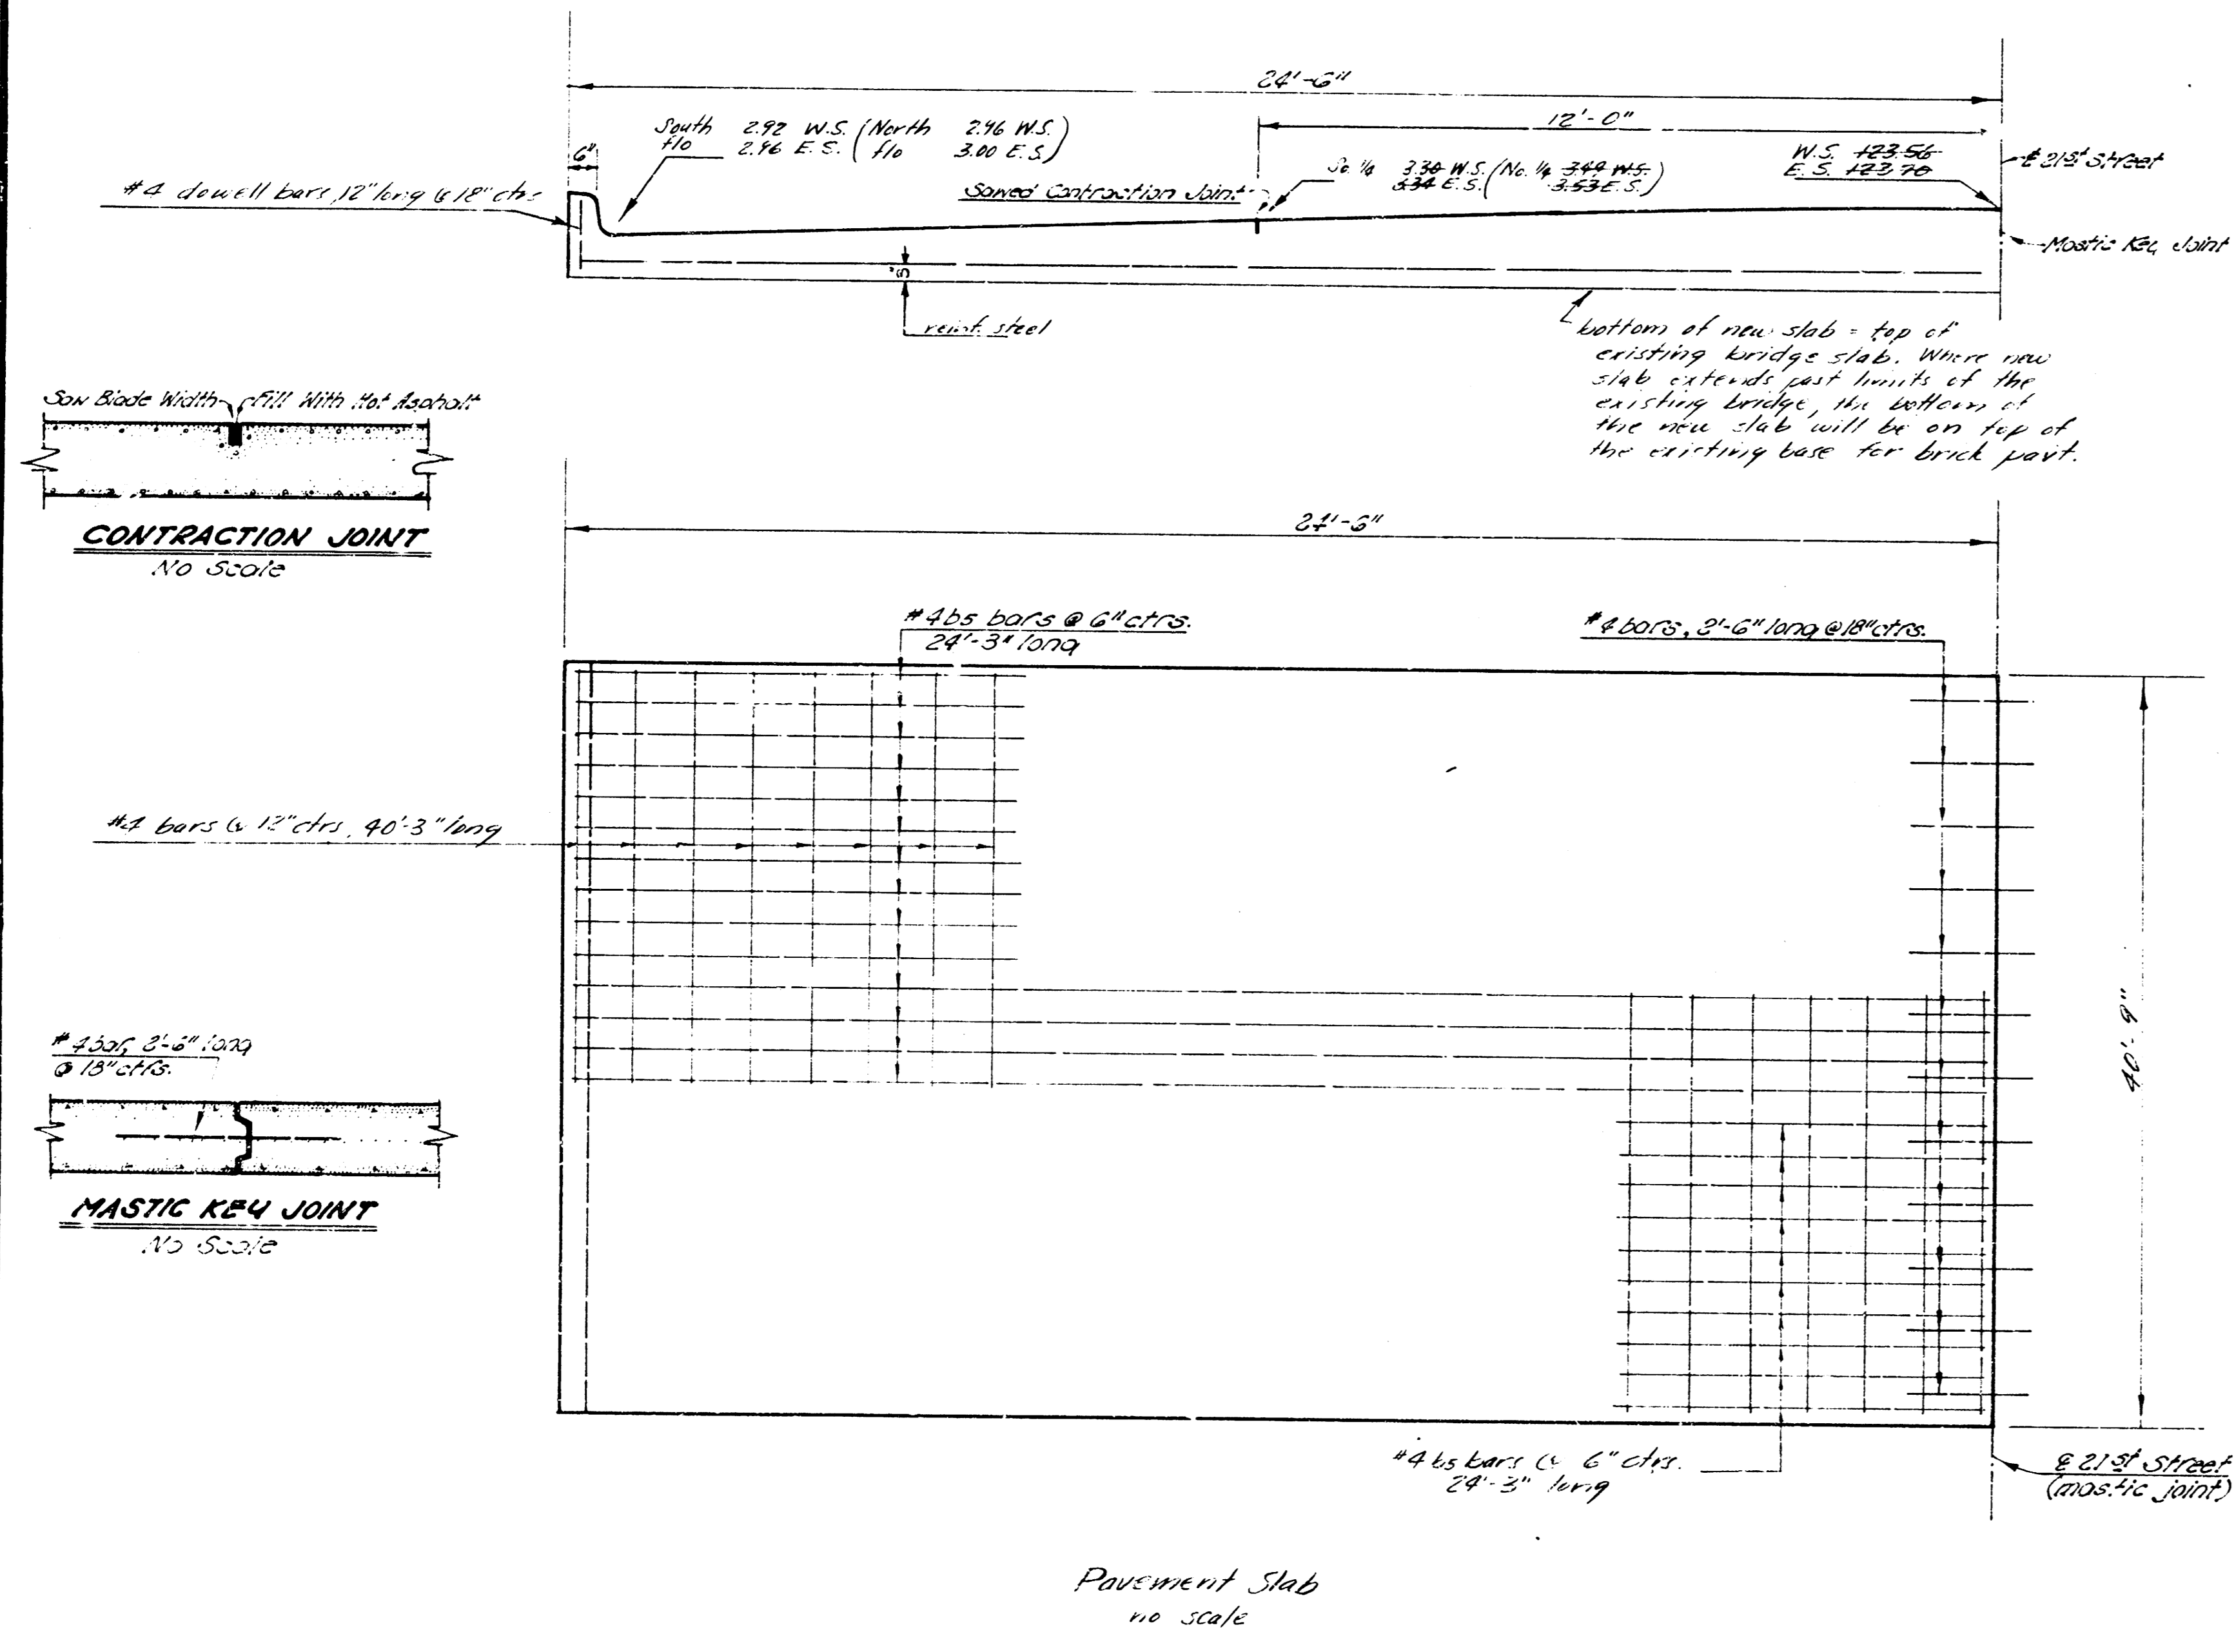 24'-6"
12'-0"
South 2.92 W.S. (North 2.96 W.S.)
flo 2.96 E.S. ( flo 3.00 E.S)
6"
So. 1/4 3.30 W.S. (No. 1/4 3.49 W.S.)
3.34 E.S. ( 3.53 E.S.)
W.S. 123.56
E.S. 123.70
℄ 21st Street
#4 dowell bars, 12" long @ 18" ctrs
Sawed Contraction Joint
Mastic Key Joint
reinf. steel
bottom of new slab = top of
existing bridge slab. Where new
slab extends past limits of the
existing bridge, the bottom of
the new slab will be on top of
the existing base for brick pavt.
Saw Blade Width
Fill With Hot Asphalt
CONTRACTION JOINT
No Scale
24'-6"
#4 b5 bars @ 6" ctrs.
24'-3" long
#4 bars, 2'-6" long @ 18" ctrs.
#4 bars @ 12" ctrs, 40'-3" long
40'-9"
#4 bar, 2'-6" long
@ 18" ctrs.
MASTIC KEY JOINT
No Scale
#4 b5 bars @ 6" ctrs.
24'-3" long
℄ 21st Street
(mastic joint)
Pavement Slab
no scale